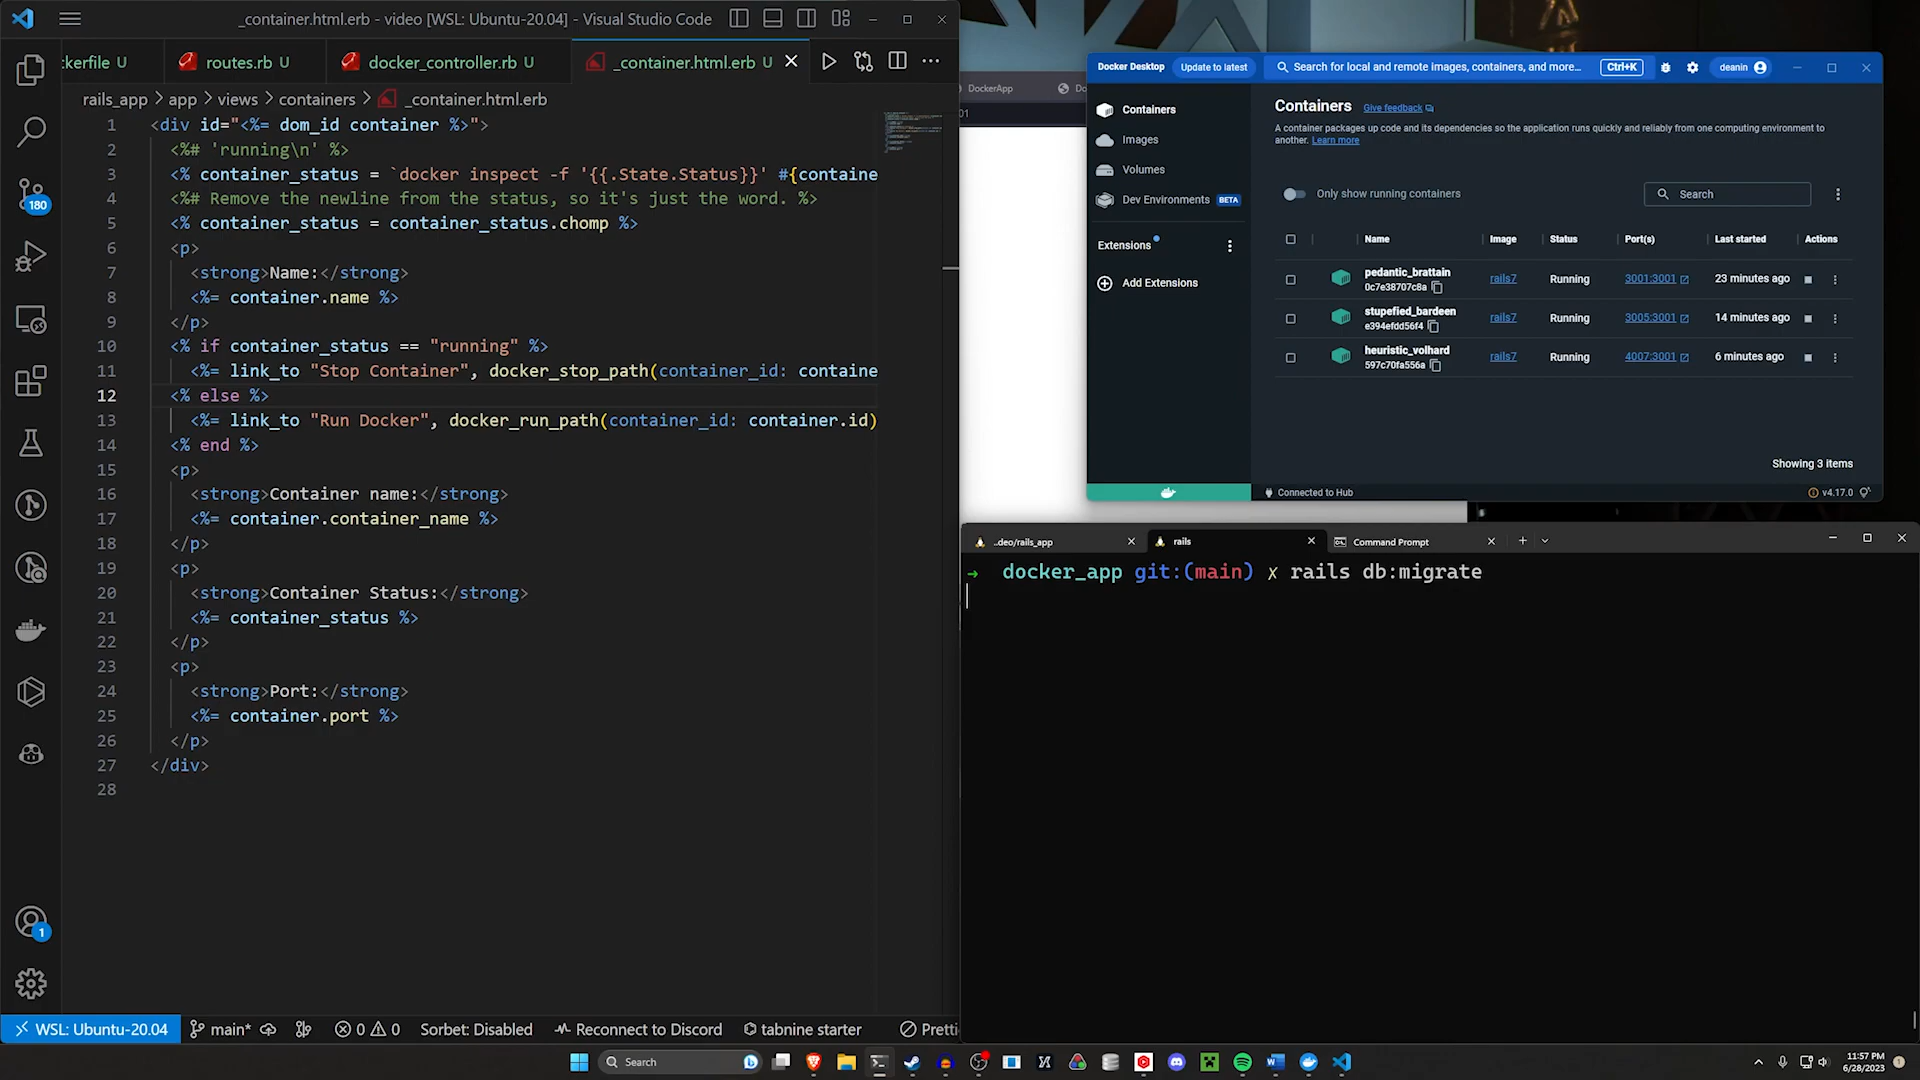 _container.html.erb - video [WSL: Ubuntu-20.04] - Visual Studio Code
ckerfile U
routes.rb U
docker_controller.rb U
_container.html.erb U
rails_app > app > views > containers > _container.html.erb
1 <div id="<%= dom_id container %>">
2 <%# 'running\n' %>
3 <% container_status = `docker inspect -f '{{.State.Status}}' #{containe
4 <%# Remove the newline from the status, so it's just the word. %>
5 <% container_status = container_status.chomp %>
6 <p>
7 <strong>Name:</strong>
8 <%= container.name %>
9 </p>
10 <% if container_status == "running" %>
11 <%= link_to "Stop Container", docker_stop_path(container_id: containe
12 <% else %>
13 <%= link_to "Run Docker", docker_run_path(container_id: container.id)
14 <% end %>
15 <p>
16 <strong>Container name:</strong>
17 <%= container.container_name %>
18 </p>
19 <p>
20 <strong>Container Status:</strong>
21 <%= container_status %>
22 </p>
23 <p>
24 <strong>Port:</strong>
25 <%= container.port %>
26 </p>
27 </div>
28
180
1
WSL: Ubuntu-20.04
main*
0 0
Sorbet: Disabled
Reconnect to Discord
tabnine starter
Pretti
DockerApp
Do
01
Docker Desktop
Update to latest
Search for local and remote images, containers, and more...
Ctrl+K
deanin
Containers
Images
Volumes
Dev Environments BETA
Extensions
Add Extensions
Containers Give feedback
A container packages up code and its dependencies so the application runs quickly and reliably from one computing environment to
another. Learn more
Only show running containers
Search
Name Image Status Port(s) Last started Actions
pedantic_brattain
0c7e38707c8a
rails7 Running 3001:3001 23 minutes ago
stupefied_bardeen
e394efdd56f4
rails7 Running 3005:3001 14 minutes ago
heuristic_volhard
597c70fa556a
rails7 Running 4007:3001 6 minutes ago
Showing 3 items
Connected to Hub
v4.17.0
..deo/rails_app
rails
Command Prompt
→ docker_app git:(main) ✗ rails db:migrate
Search
11:57 PM
6/28/2023